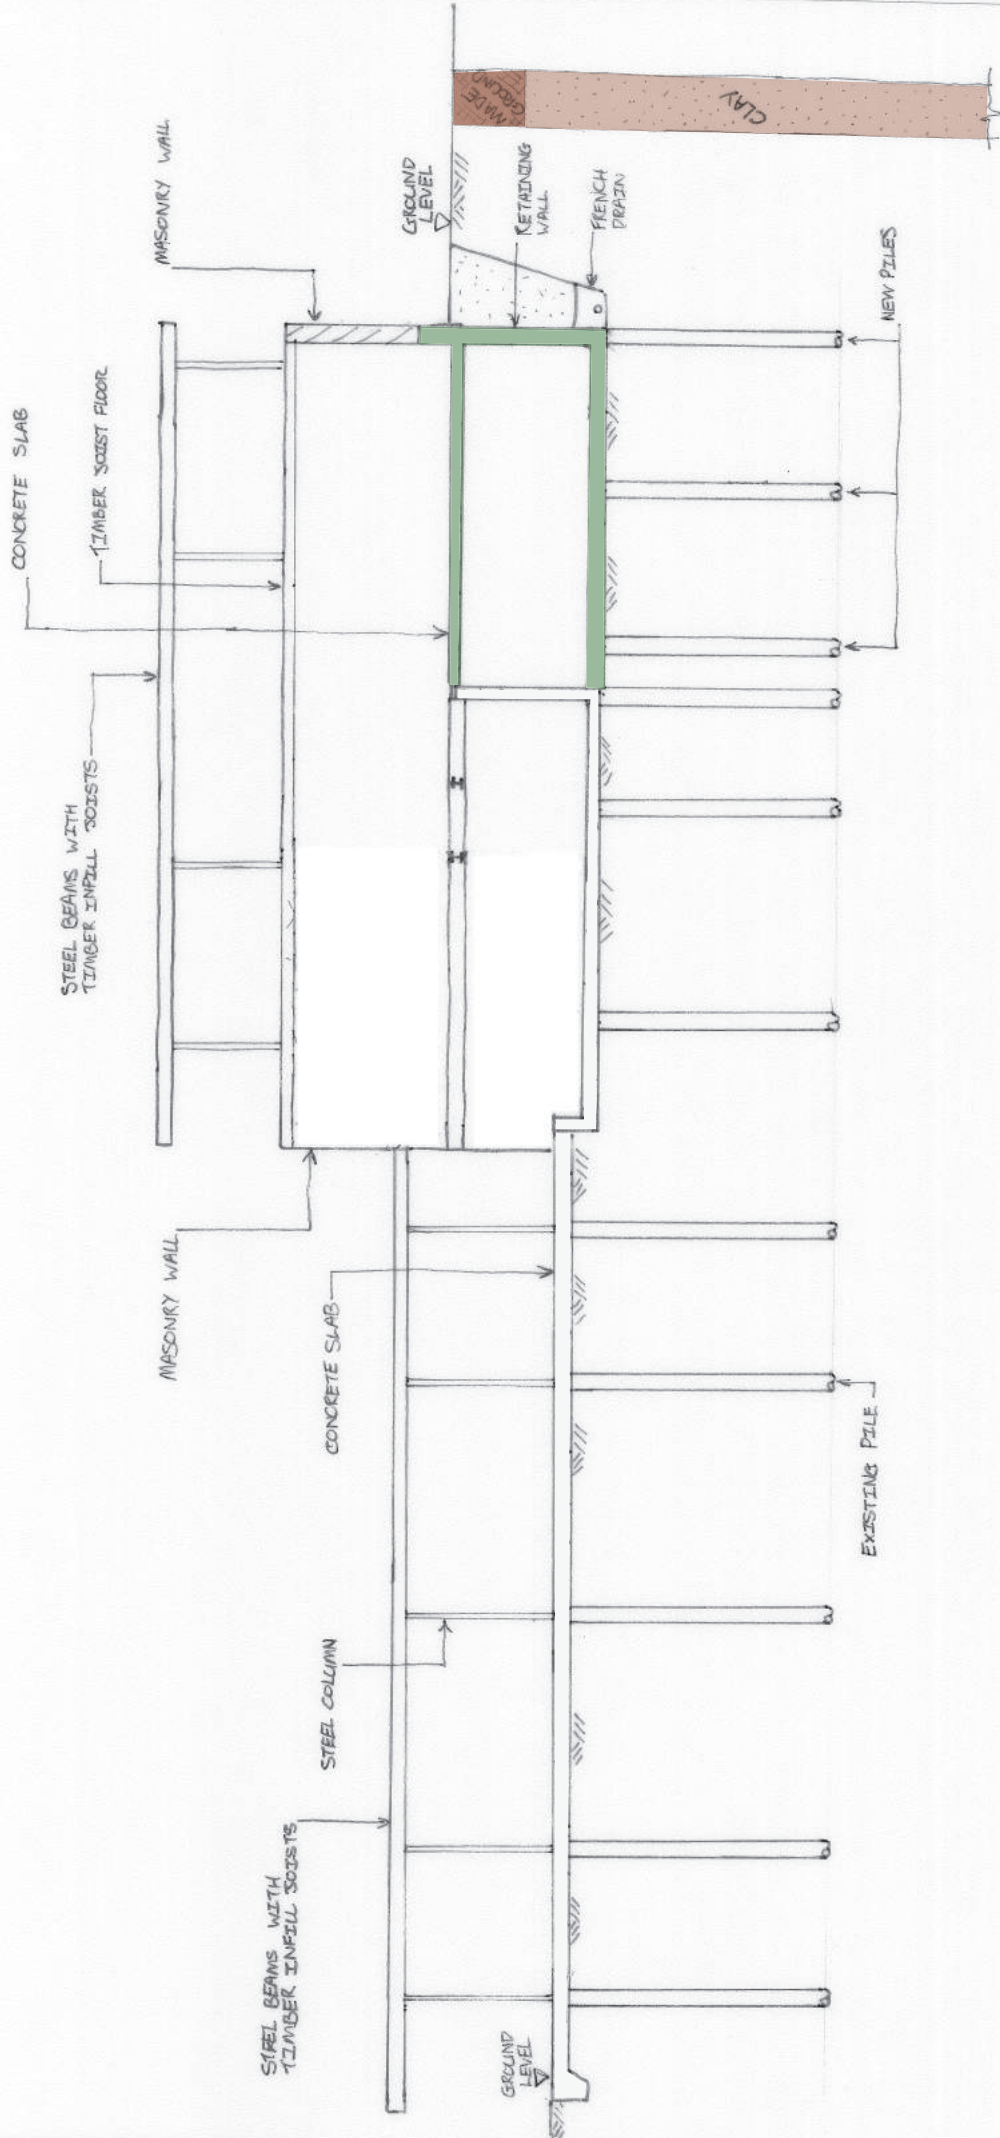 CONCRETE SLAB
TIMBER JOIST FLOOR
STEEL BEAMS WITH
TIMBER INFILL JOISTS
MASONRY WALL
MASONRY WALL
GROUND
LEVEL
RETAINING
WALL
FRENCH
DRAIN
MADE
GROUND
CLAY
NEW PILES
STEEL BEAMS WITH
TIMBER INFILL JOISTS
STEEL COLUMN
CONCRETE SLAB
EXISTING PILE
GROUND
LEVEL